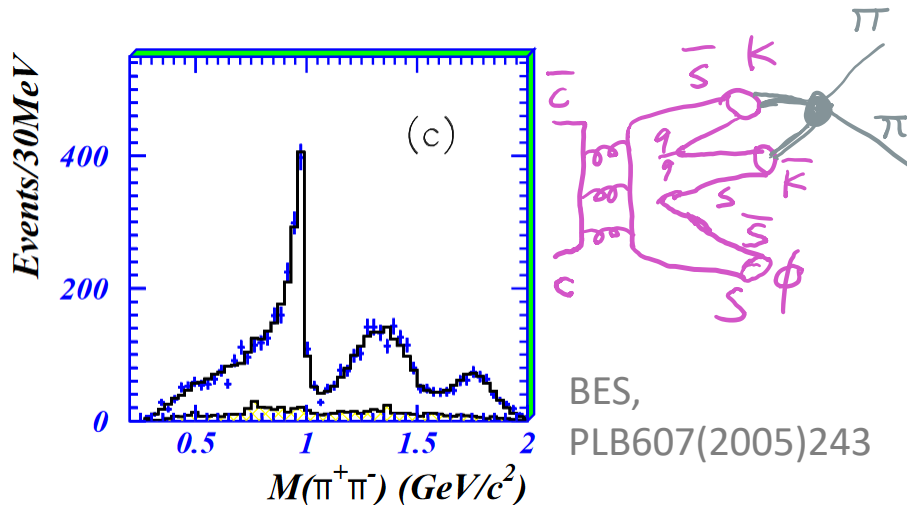 Events/30MeV
400
200
0
0.5
1
1.5
2
M(π⁺π⁻) (GeV/c²)
(c)
c̅
s̅
K
π
π
q
q
K̅
s
s̅
c
s
ϕ
BES,
PLB607(2005)243